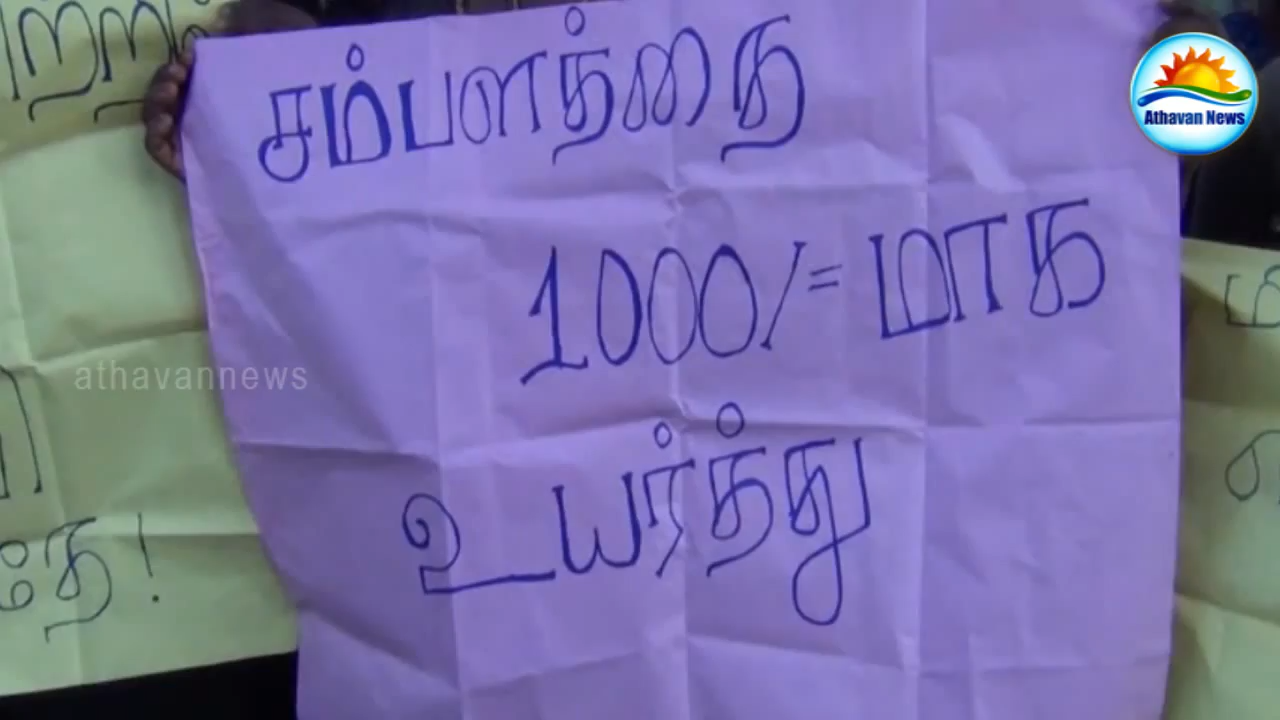 சம்பளத்தை
1000/= மாக
உயர்த்து
Athavan News
athavannews